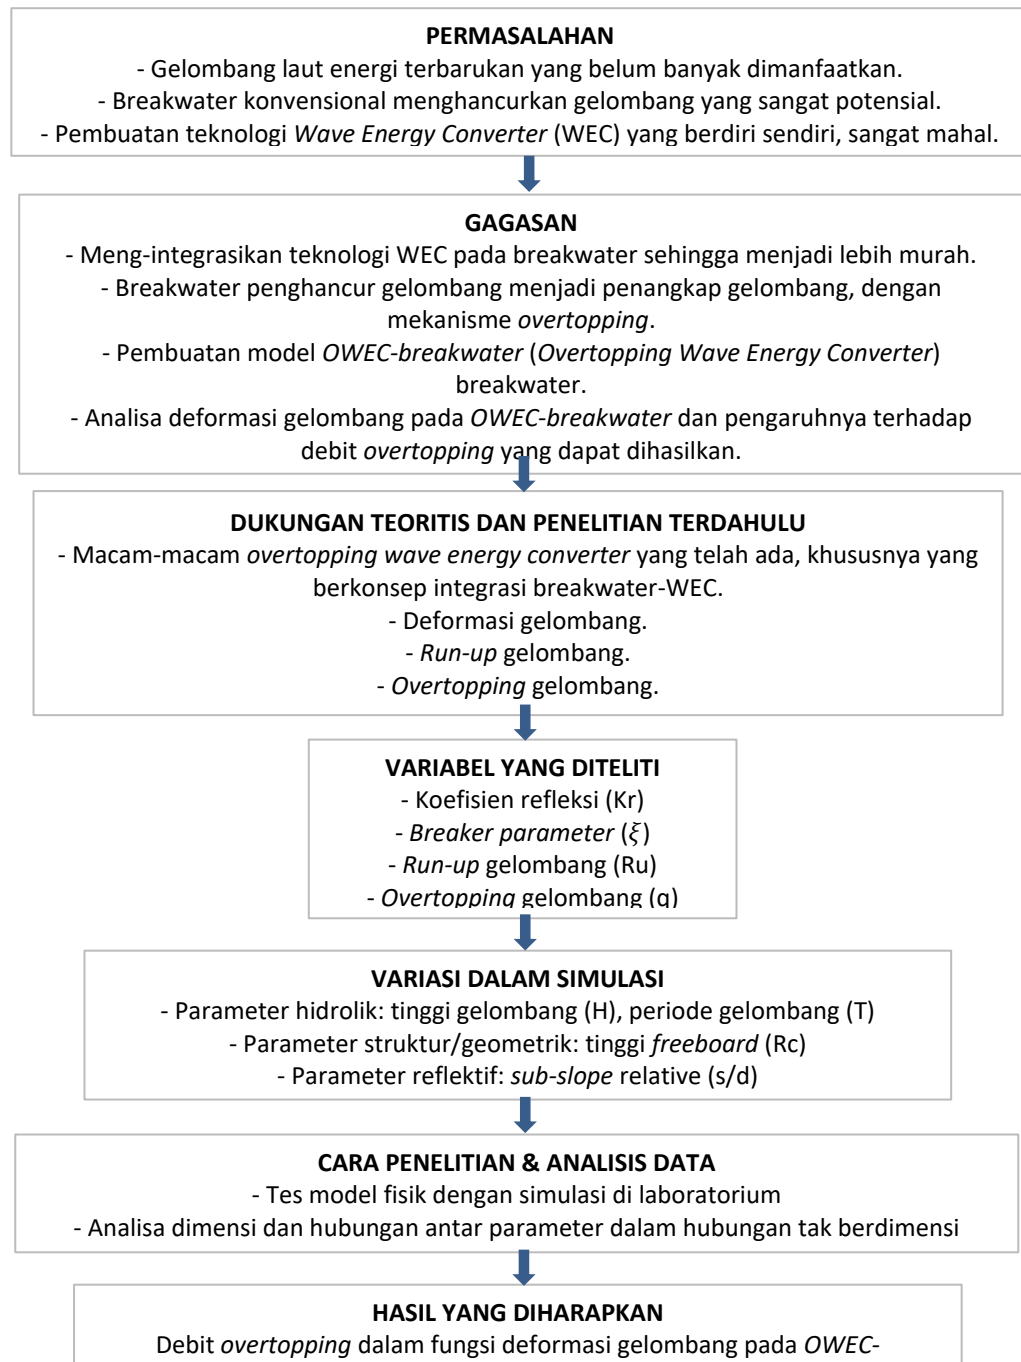 PERMASALAHAN
- Gelombang laut energi terbarukan yang belum banyak dimanfaatkan.
- Breakwater konvensional menghancurkan gelombang yang sangat potensial.
- Pembuatan teknologi Wave Energy Converter (WEC) yang berdiri sendiri, sangat mahal.
GAGASAN
- Meng-integrasikan teknologi WEC pada breakwater sehingga menjadi lebih murah.
- Breakwater penghancur gelombang menjadi penangkap gelombang, dengan
mekanisme overtopping.
- Pembuatan model OWEC-breakwater (Overtopping Wave Energy Converter)
breakwater.
- Analisa deformasi gelombang pada OWEC-breakwater dan pengaruhnya terhadap
debit overtopping yang dapat dihasilkan.
DUKUNGAN TEORITIS DAN PENELITIAN TERDAHULU
- Macam-macam overtopping wave energy converter yang telah ada, khususnya yang
berkonsep integrasi breakwater-WEC.
- Deformasi gelombang.
- Run-up gelombang.
- Overtopping gelombang.
VARIABEL YANG DITELITI
- Koefisien refleksi (Kr)
- Breaker parameter (ξ)
- Run-up gelombang (Ru)
- Overtopping gelombang (q)
VARIASI DALAM SIMULASI
- Parameter hidrolik: tinggi gelombang (H), periode gelombang (T)
- Parameter struktur/geometrik: tinggi freeboard (Rc)
- Parameter reflektif: sub-slope relative (s/d)
CARA PENELITIAN & ANALISIS DATA
- Tes model fisik dengan simulasi di laboratorium
- Analisa dimensi dan hubungan antar parameter dalam hubungan tak berdimensi
HASIL YANG DIHARAPKAN
Debit overtopping dalam fungsi deformasi gelombang pada OWEC-